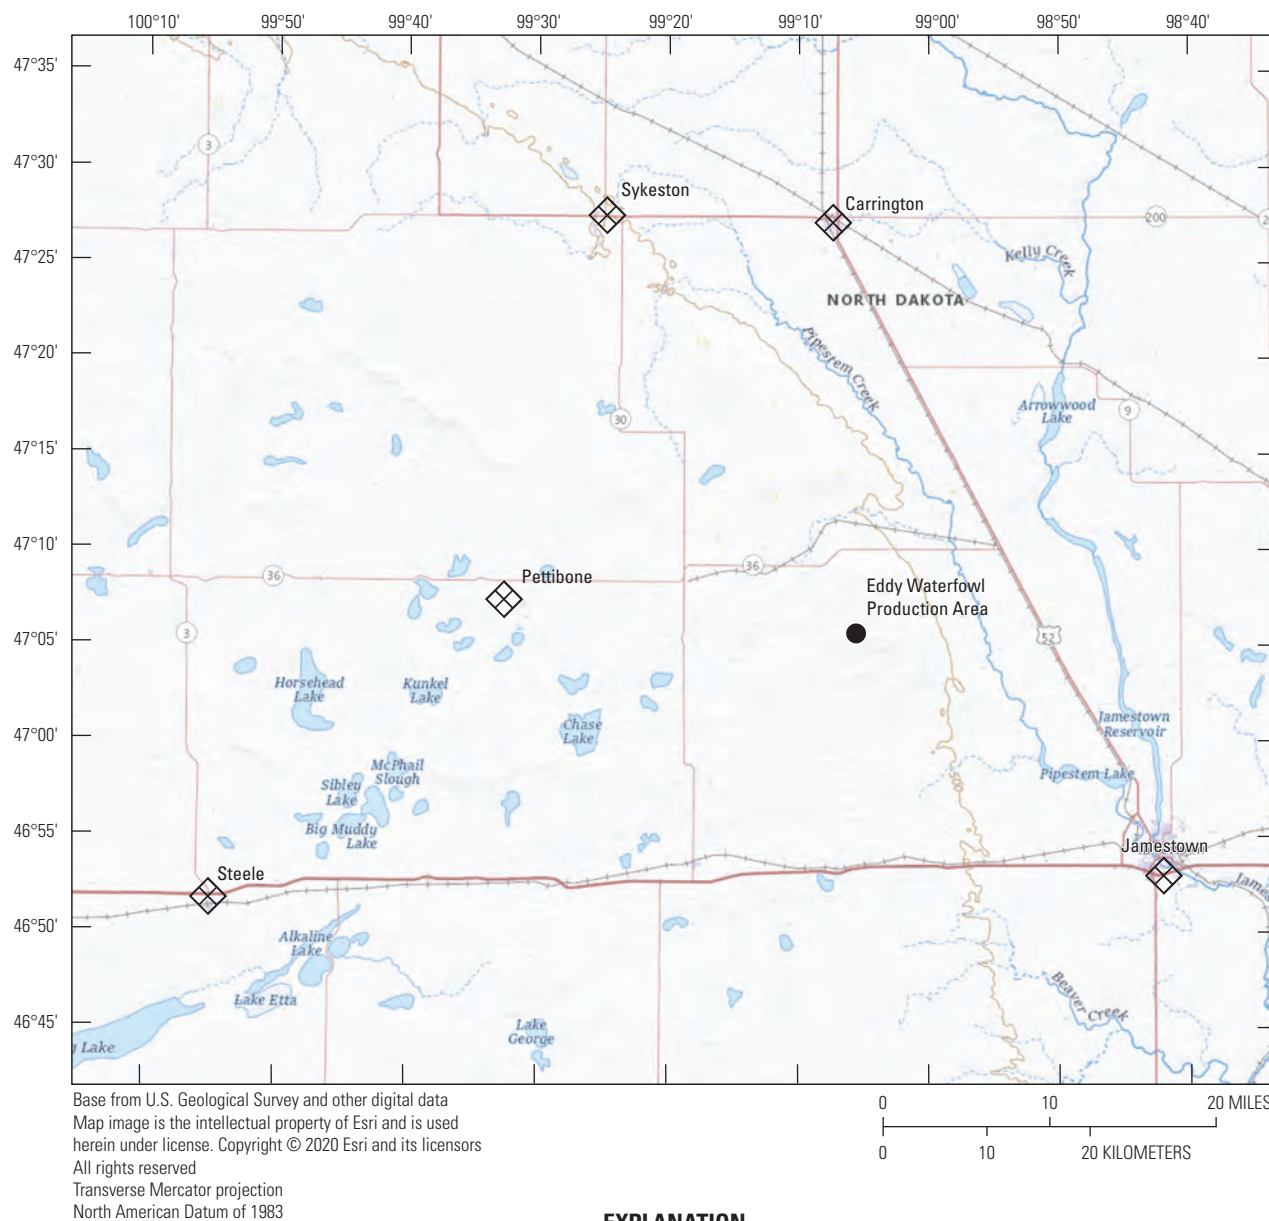 100°10' 99°50' 99°40' 99°30' 99°20' 99°10' 99°00' 98°50' 98°40'
47°35'
3
47°30'
Sykeston
Carrington
200
2
47°25'
Kelly Creek
500
NORTH DAKOTA
47°20'
Pipestem Creek
Arrowwood
Lake
9
30
47°15'
47°10'
36
36
Pettibone
Eddy Waterfowl
Production Area
47°05'
3
52
Horsehead
Lake
Kunkel
Lake
Chase
Lake
Jamestown
Reservoir
47°00'
McPhail
Slough
Sibley
Lake
Pipestem Lake
Big Muddy
Lake
46°55'
Jamestown
Steele
James
46°50'
Alkaline
Lake
Lake Etta
Beaver Creek
46°45'
Lake
George
g Lake
Base from U.S. Geological Survey and other digital data
Map image is the intellectual property of Esri and is used
herein under license. Copyright © 2020 Esri and its licensors
All rights reserved
Transverse Mercator projection
North American Datum of 1983
0 10 20 MILES
0 10 20 KILOMETERS
EXPLANATION